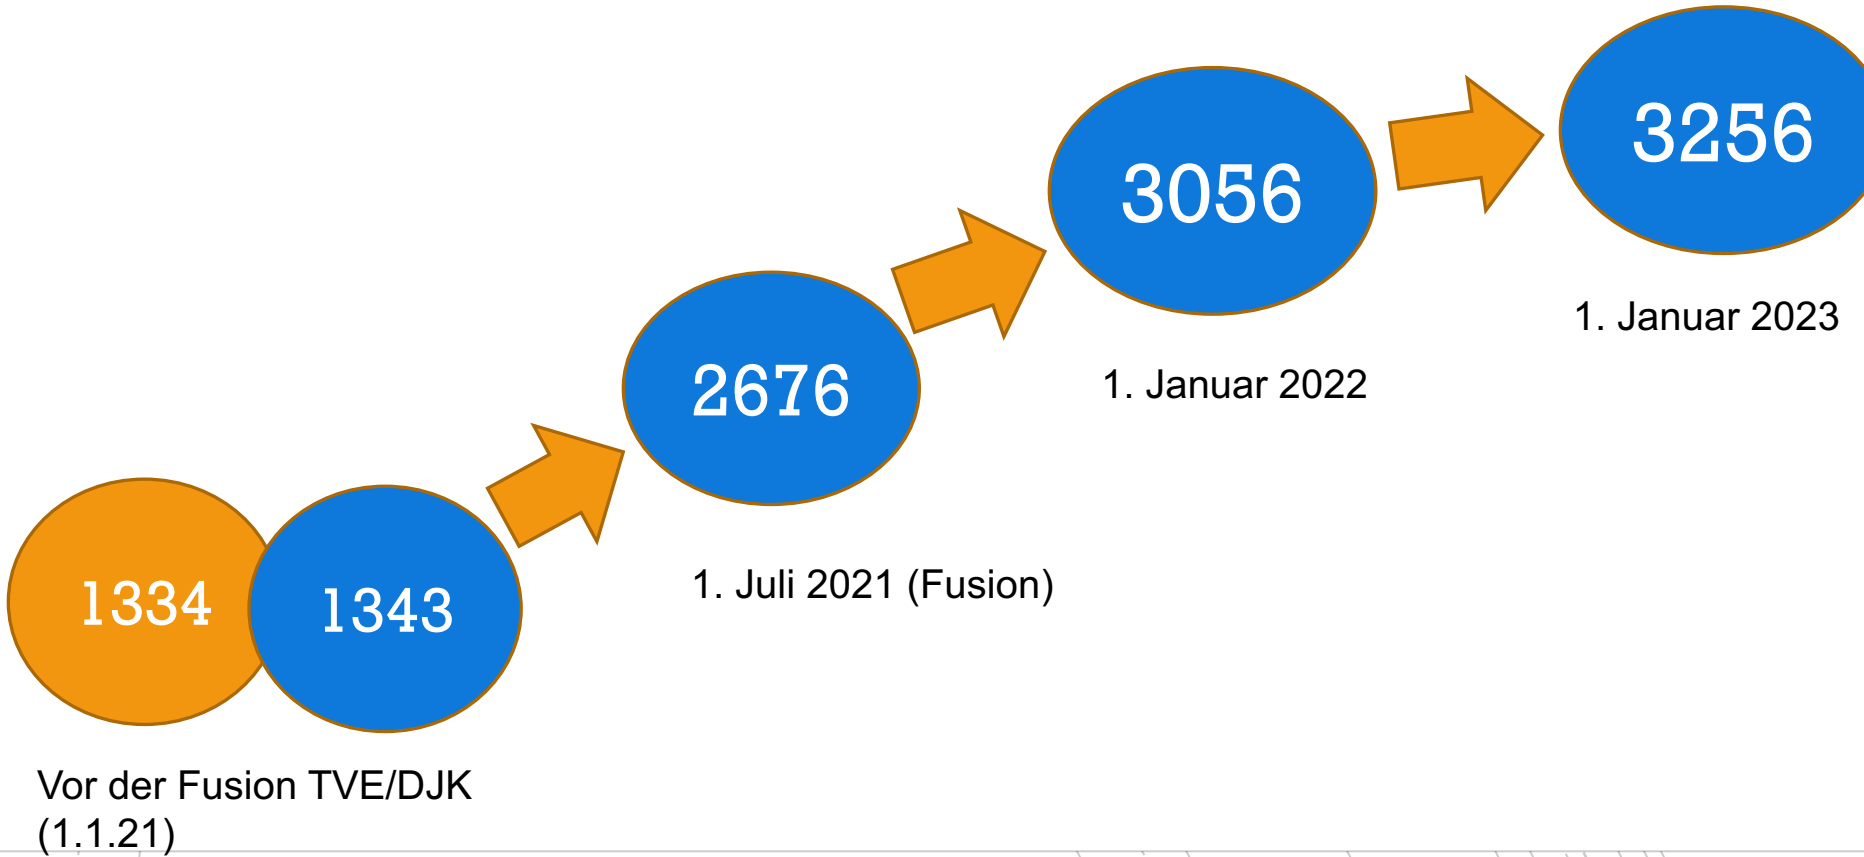 1334
1343
Vor der Fusion TVE/DJK
(1.1.21)
2676
1. Juli 2021 (Fusion)
3056
1. Januar 2022
3256
1. Januar 2023